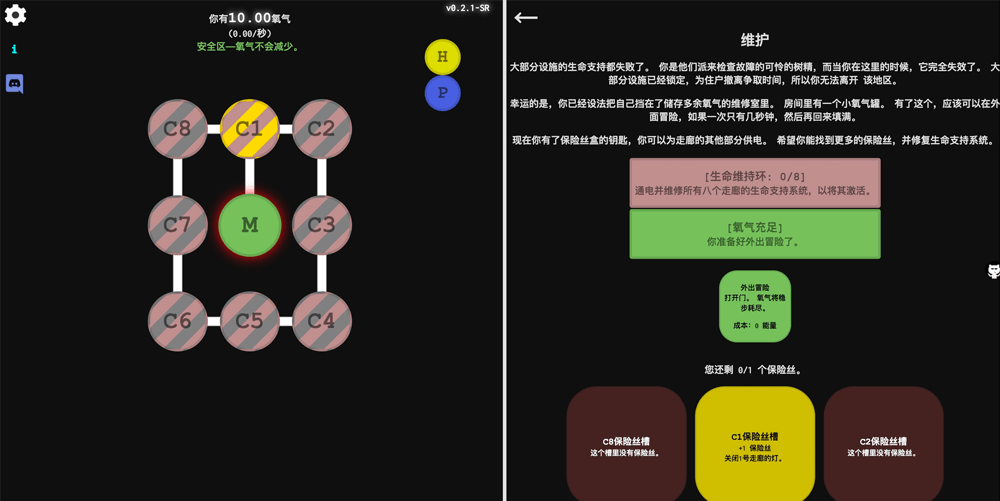 v0.2.1-SR
你有10.00氧气
(0.00/秒)
安全区—氧气不会减少。
i
H
P
C8
C1
C2
C7
M
C3
C6
C5
C4
维护
大部分设施的生命支持都失败了。 你是他们派来检查故障的可怜的树精，而当你在这里的时候，它完全失效了。 大
部分设施已经锁定，为住户撤离争取时间，所以你无法离开 该地区。
幸运的是，你已经设法把自己挡在了储存多余氧气的维修室里。 房间里有一个小氧气罐。 有了这个，应该可以在外
面冒险，如果一次只有几秒钟，然后再回来填满。
现在你有了保险丝盒的钥匙，你可以为走廊的其他部分供电。 希望你能找到更多的保险丝，并修复生命支持系统。
[生命维持环: 0/8]
通电并维修所有八个走廊的生命支持系统，以将其激活。
[氧气充足]
你准备好外出冒险了。
外出冒险
打开门。 氧气将稳
步耗尽。
成本: 0 能量
您还剩 0/1 个保险丝。
C8保险丝槽
这个槽里没有保险丝。
C1保险丝槽
+1 保险丝
关闭1号走廊的灯。
C2保险丝槽
这个槽里没有保险丝。